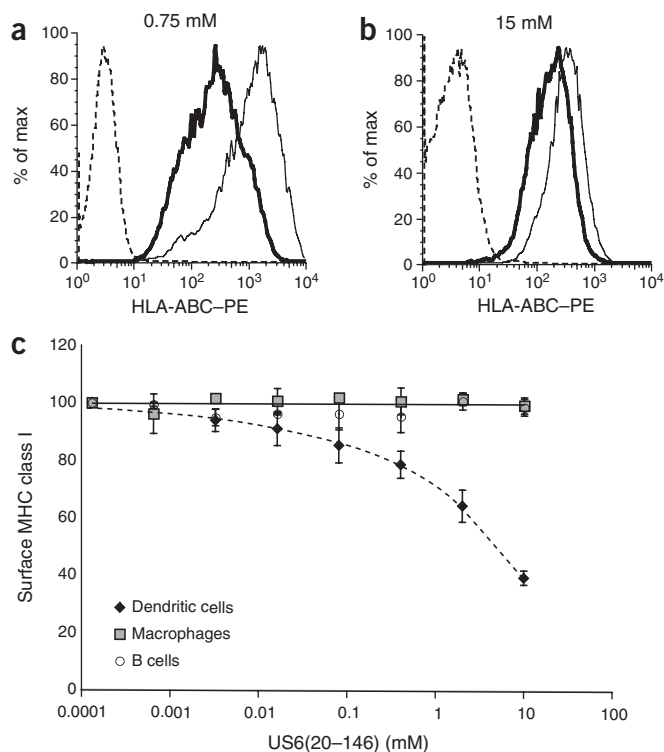 a
0.75 mM
100
80
60
40
20
0
% of max
10^0 10^1 10^2 10^3 10^4
HLA-ABC–PE
b
15 mM
100
80
60
40
20
0
% of max
10^0 10^1 10^2 10^3 10^4
HLA-ABC–PE
c
120
100
80
60
40
20
0
Surface MHC class I
Dendritic cells
Macrophages
B cells
0.0001 0.001 0.01 0.1 1 10 100
US6(20–146) (mM)